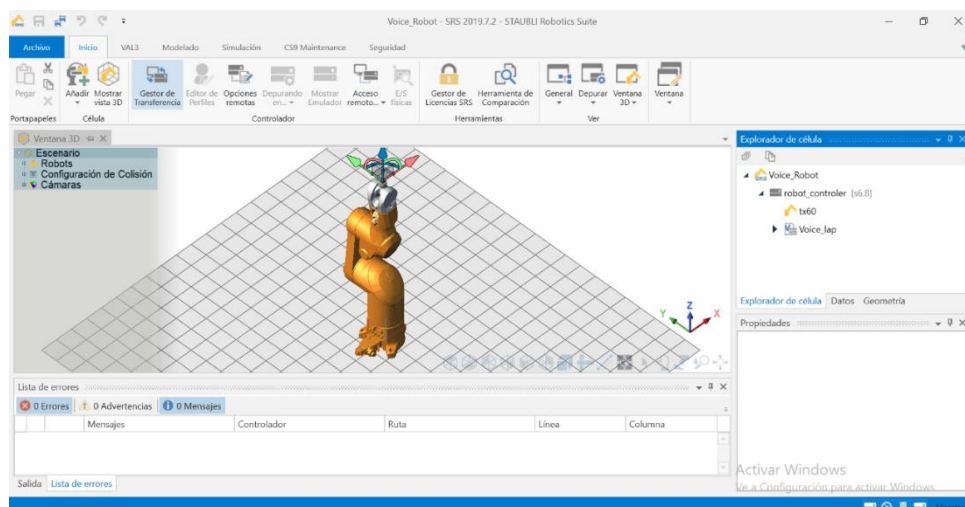 Voice_Robot - SRS 2019.7.2 - STAUBLI Robotics Suite
Archivo Inicio VAL3 Modelado Simulación CS9 Maintenance Seguridad
Pegar
Añadir Mostrar vista 3D
Gestor de Transferencia
Editor de Perfiles
Opciones remotas
Depurando en...
Mostrar Emulador
Acceso remoto...
E/S físicas
Gestor de Licencias SRS
Herramienta de Comparación
General Depurar Ventana 3D
Ventana
Portapapeles Célula Controlador Herramientas Ver
Ventana 3D
Escenario
Robots
Configuración de Colisión
Cámaras
Z
Y
X
Explorador de célula
Voice_Robot
robot_controler [s6.8]
tx60
Voice_lap
Explorador de célula Datos Geometría
Propiedades
Lista de errores
0 Errores 0 Advertencias 0 Mensajes
Mensajes Controlador Ruta Línea Columna
Salida Lista de errores
Activar Windows
Ve a Configuración para activar Windows.